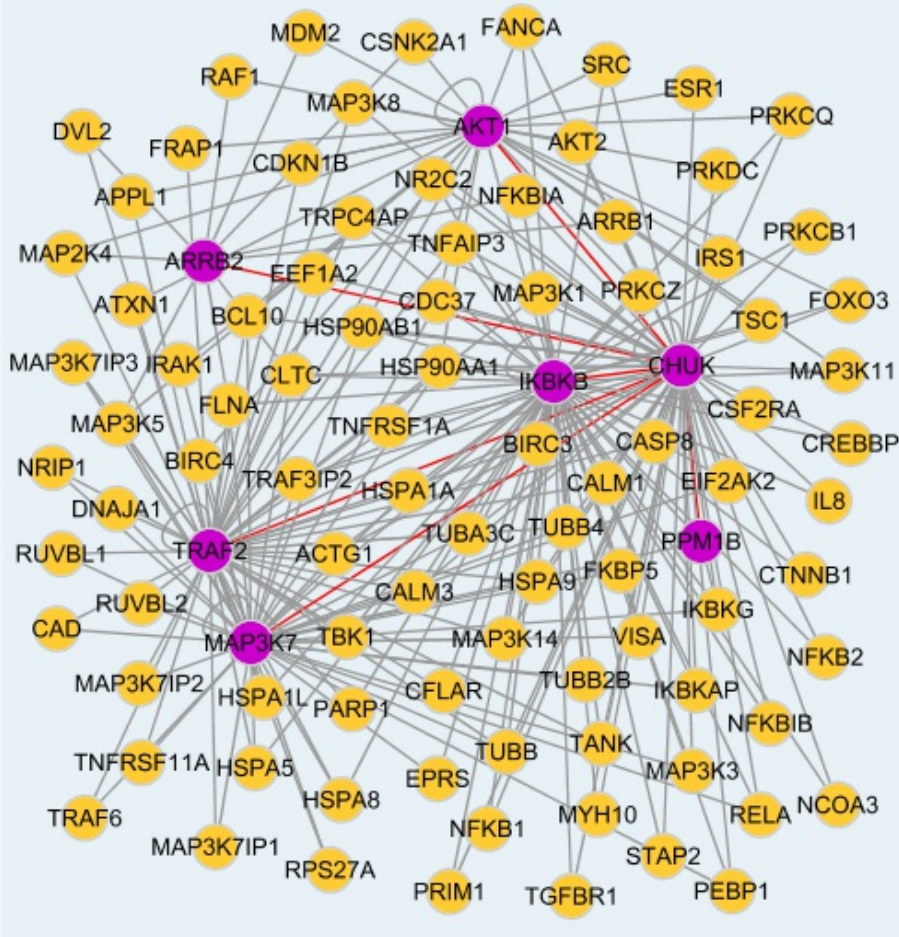 MDM2
CSNK2A1
FANCA
SRC
RAF1
MAP3K8
ESR1
PRKCQ
DVL2
FRAP1
AKT1
AKT2
CDKN1B
PRKDC
APPL1
NR2C2
NFKBIA
TRPC4AP
ARRB1
PRKCB1
MAP2K4
ARRB2
TNFAIP3
IRS1
EEF1A2
ATXN1
CDC37
MAP3K1
PRKCZ
FOXO3
BCL10
HSP90AB1
TSC1
MAP3K7IP3
IRAK1
CLTC
HSP90AA1
IKBKB
CHUK
MAP3K11
FLNA
CSF2RA
MAP3K5
TNFRSF1A
BIRC3
CASP8
CREBBP
NRIP1
BIRC4
TRAF3IP2
HSPA1A
CALM1
EIF2AK2
IL8
DNAJA1
TUBA3C
TUBB4
PPM1B
RUVBL1
TRAF2
ACTG1
HSPA9
FKBP5
CTNNB1
RUVBL2
CALM3
IKBKG
CAD
MAP3K7
TBK1
MAP3K14
VISA
NFKB2
MAP3K7IP2
HSPA1L
PARP1
CFLAR
TUBB2B
IKBKAP
NFKBIB
TNFRSF11A
HSPA5
EPRS
TUBB
TANK
MAP3K3
TRAF6
HSPA8
NFKB1
MYH10
RELA
NCOA3
MAP3K7IP1
RPS27A
PRIM1
TGFBR1
STAP2
PEBP1